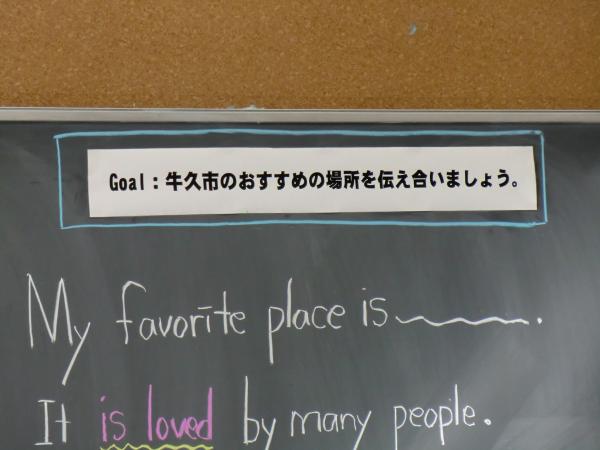 Goal：牛久市のおすすめの場所を伝え合いましょう。
My favorite place is ______.
It is loved by many people.